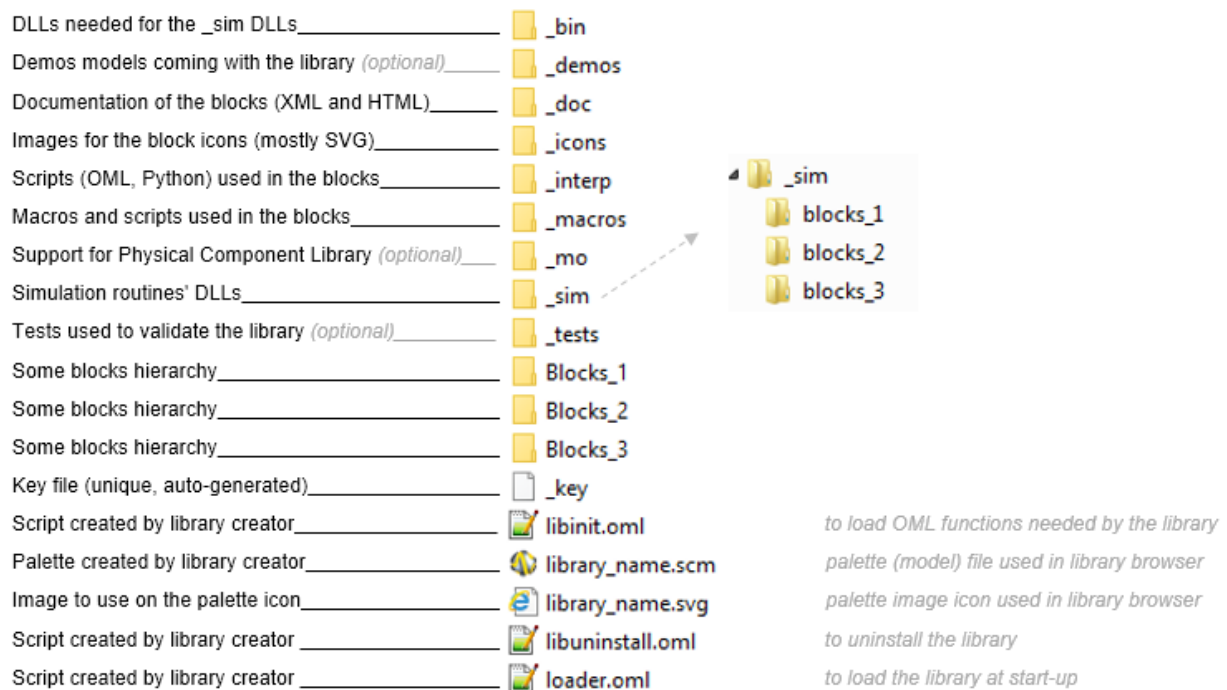 DLLs needed for the _sim DLLs _bin
Demos models coming with the library (optional) _demos
Documentation of the blocks (XML and HTML) _doc
Images for the block icons (mostly SVG) _icons
Scripts (OML, Python) used in the blocks _interp
Macros and scripts used in the blocks _macros
Support for Physical Component Library (optional) _mo
Simulation routines' DLLs _sim
Tests used to validate the library (optional) _tests
Some blocks hierarchy Blocks_1
Some blocks hierarchy Blocks_2
Some blocks hierarchy Blocks_3
Key file (unique, auto-generated) _key
Script created by library creator libinit.oml to load OML functions needed by the library
Palette created by library creator library_name.scm palette (model) file used in library browser
Image to use on the palette icon library_name.svg palette image icon used in library browser
Script created by library creator libuninstall.oml to uninstall the library
Script created by library creator loader.oml to load the library at start-up
_sim
blocks_1
blocks_2
blocks_3